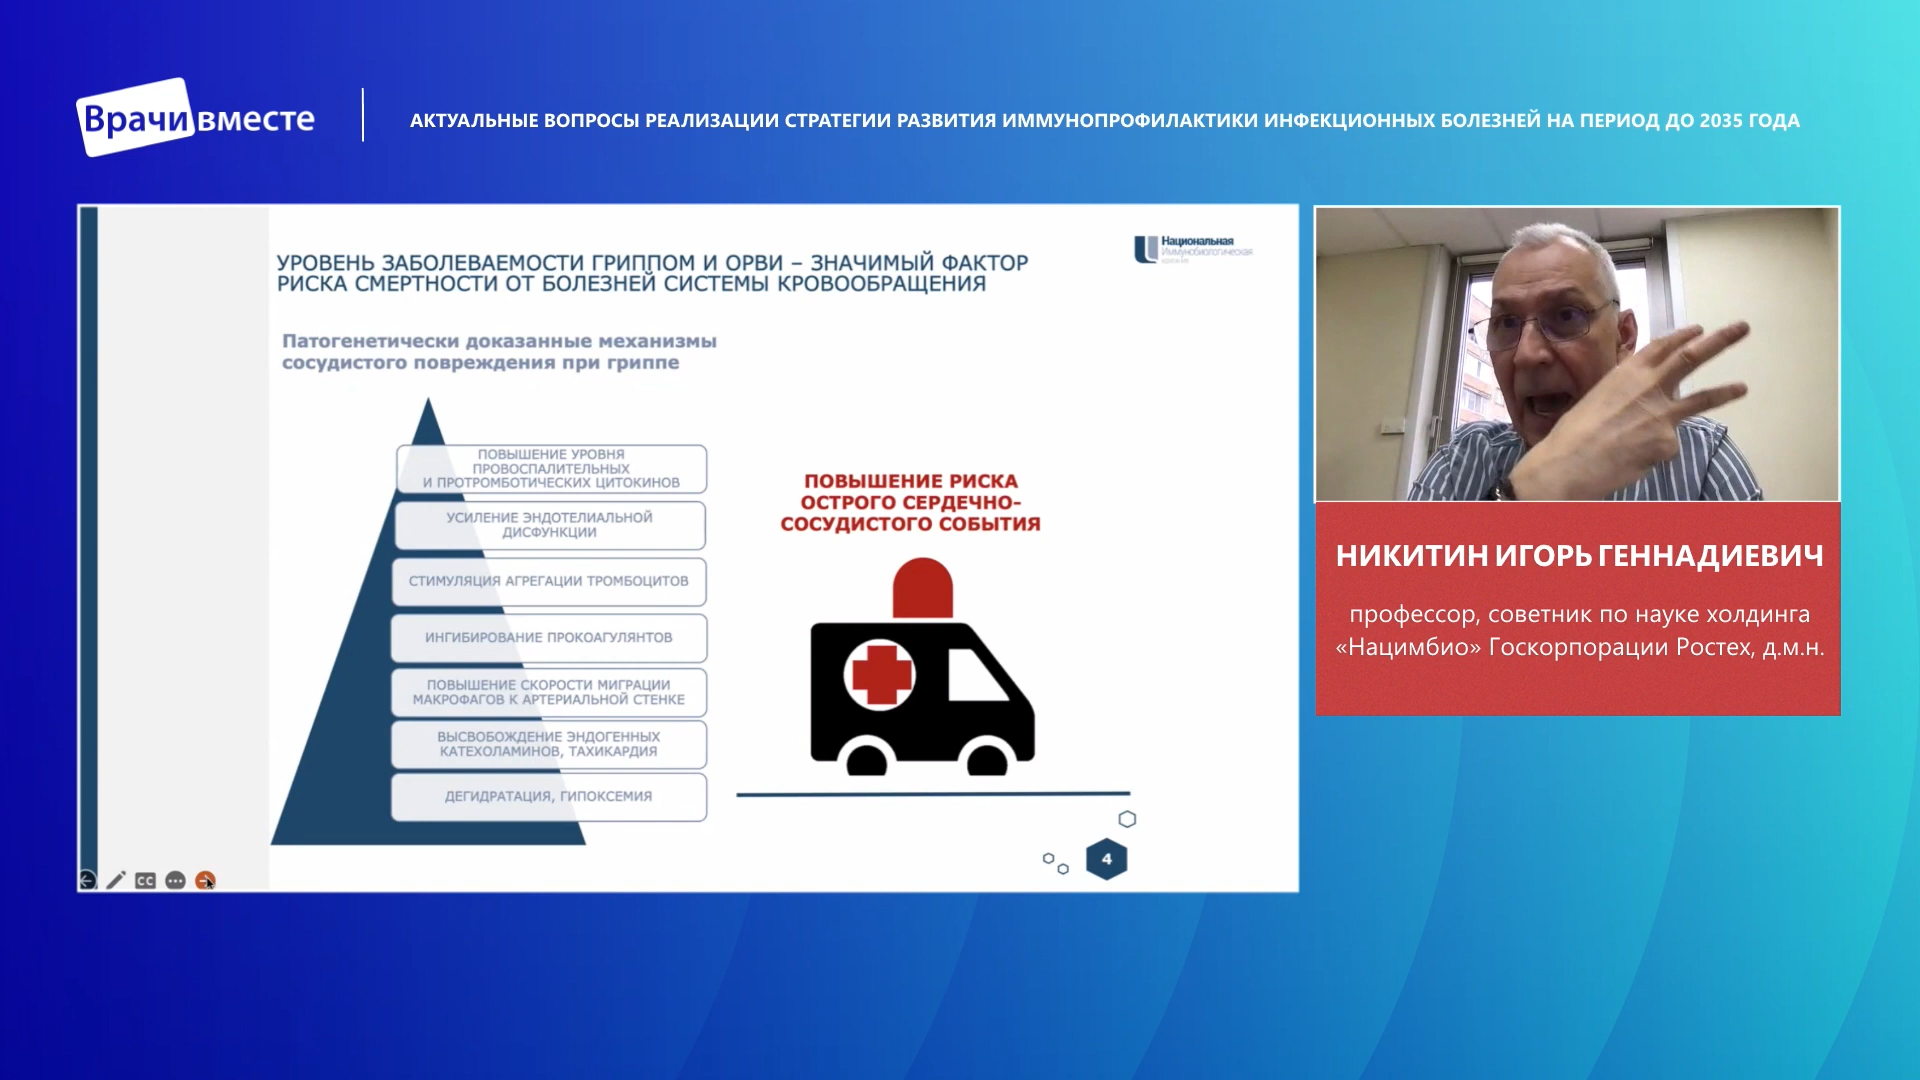 Врачи вместе
АКТУАЛЬНЫЕ ВОПРОСЫ РЕАЛИЗАЦИИ СТРАТЕГИИ РАЗВИТИЯ ИММУНОПРОФИЛАКТИКИ ИНФЕКЦИОННЫХ БОЛЕЗНЕЙ НА ПЕРИОД ДО 2035 ГОДА
Национальная
Иммунобиологическая
УРОВЕНЬ ЗАБОЛЕВАЕМОСТИ ГРИППОМ И ОРВИ – ЗНАЧИМЫЙ ФАКТОР
РИСКА СМЕРТНОСТИ ОТ БОЛЕЗНЕЙ СИСТЕМЫ КРОВООБРАЩЕНИЯ
Патогенетически доказанные механизмы
сосудистого повреждения при гриппе
ПОВЫШЕНИЕ УРОВНЯ
ПРОВОСПАЛИТЕЛЬНЫХ
И ПРОТРОМБОТИЧЕСКИХ ЦИТОКИНОВ
УСИЛЕНИЕ ЭНДОТЕЛИАЛЬНОЙ
ДИСФУНКЦИИ
СТИМУЛЯЦИЯ АГРЕГАЦИИ ТРОМБОЦИТОВ
ИНГИБИРОВАНИЕ ПРОКОАГУЛЯНТОВ
ПОВЫШЕНИЕ СКОРОСТИ МИГРАЦИИ
МАКРОФАГОВ К АРТЕРИАЛЬНОЙ СТЕНКЕ
ВЫСВОБОЖДЕНИЕ ЭНДОГЕННЫХ
КАТЕХОЛАМИНОВ, ТАХИКАРДИЯ
ДЕГИДРАТАЦИЯ, ГИПОКСЕМИЯ
ПОВЫШЕНИЕ РИСКА
ОСТРОГО СЕРДЕЧНО-
СОСУДИСТОГО СОБЫТИЯ
4
CC
НИКИТИН ИГОРЬ ГЕННАДИЕВИЧ
профессор, советник по науке холдинга
«Нацимбио» Госкорпорации Ростех, д.м.н.